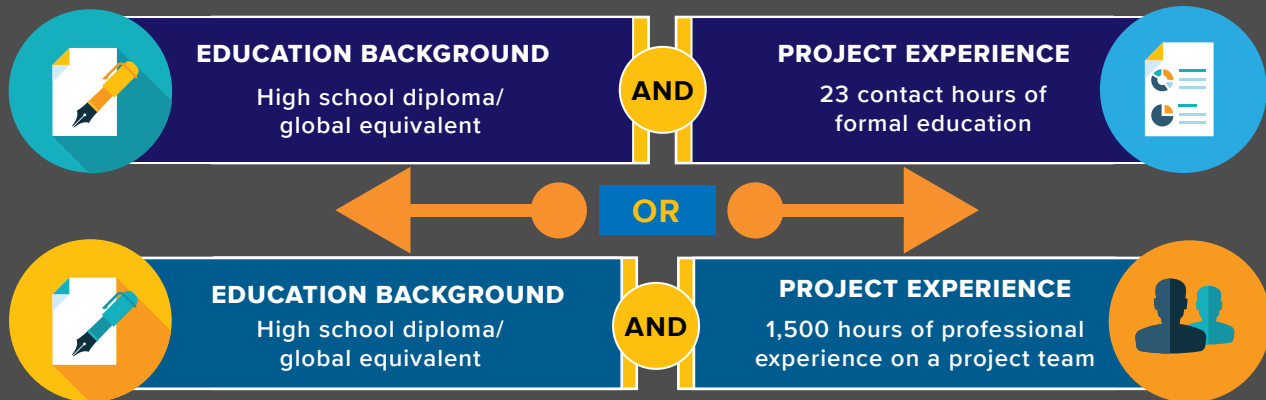 EDUCATION BACKGROUND
High school diploma/
global equivalent
AND
PROJECT EXPERIENCE
23 contact hours of
formal education
OR
EDUCATION BACKGROUND
High school diploma/
global equivalent
AND
PROJECT EXPERIENCE
1,500 hours of professional
experience on a project team